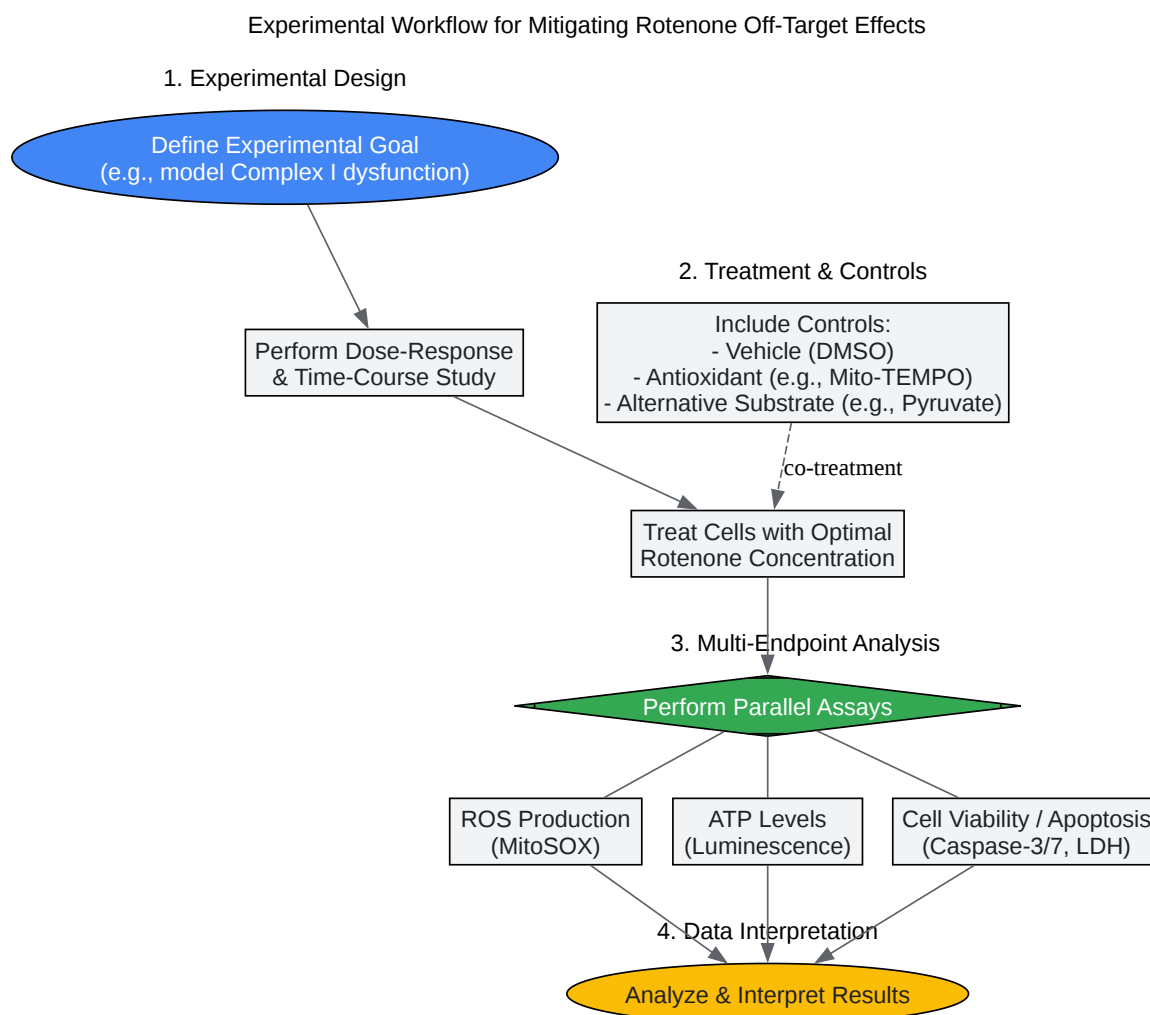 Experimental Workflow for Mitigating Rotenone Off-Target Effects
1. Experimental Design
Define Experimental Goal
(e.g., model Complex I dysfunction)
2. Treatment & Controls
Perform Dose-Response
& Time-Course Study
Include Controls:
- Vehicle (DMSO)
- Antioxidant (e.g., Mito-TEMPO)
- Alternative Substrate (e.g., Pyruvate)
co-treatment
Treat Cells with Optimal
Rotenone Concentration
3. Multi-Endpoint Analysis
Perform Parallel Assays
ROS Production
(MitoSOX)
ATP Levels
(Luminescence)
Cell Viability / Apoptosis
(Caspase-3/7, LDH)
4. Data Interpretation
Analyze & Interpret Results